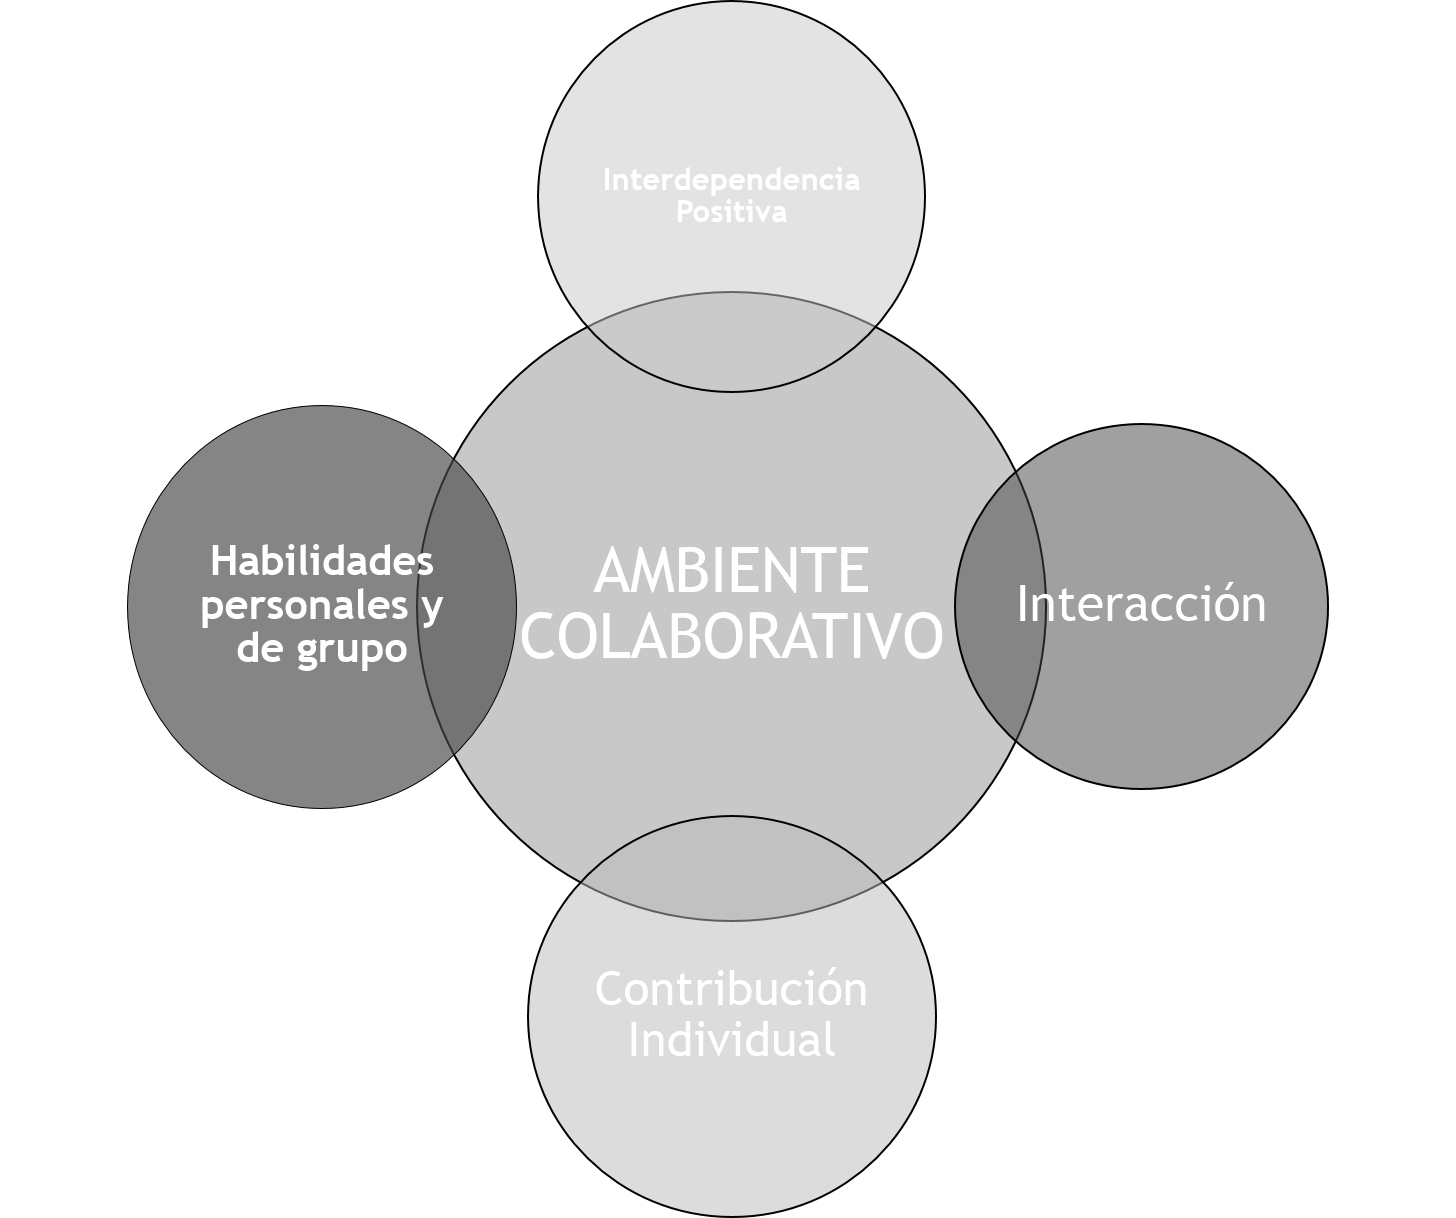 Interdependencia
Positiva
Habilidades
personales y
de grupo
AMBIENTE
COLABORATIVO
Interacción
Contribución
Individual